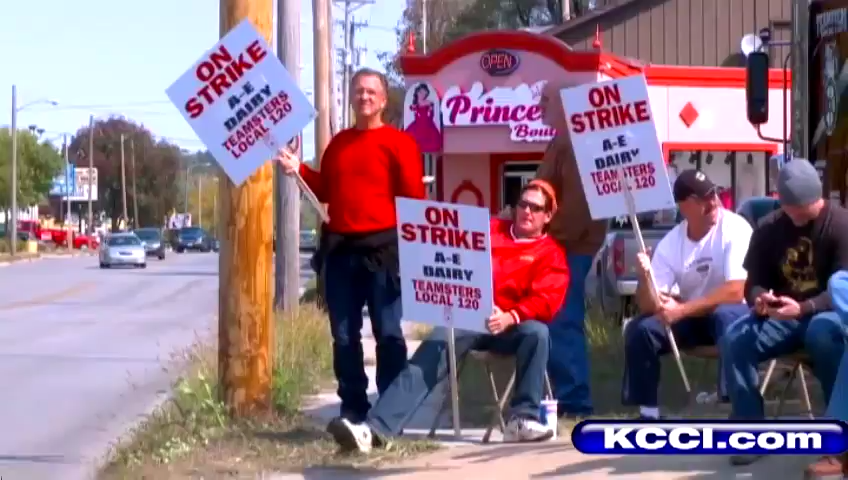 ON
STRIKE
A-E
DAIRY
TEAMSTERS
LOCAL 120
OPEN
Prince
Bou
ON
STRIKE
A-E
DAIRY
TEAMSTERS
LOCAL 120
ON
STRIKE
A-E
DAIRY
TEAMSTERS
LOCAL 120
KCCI.com